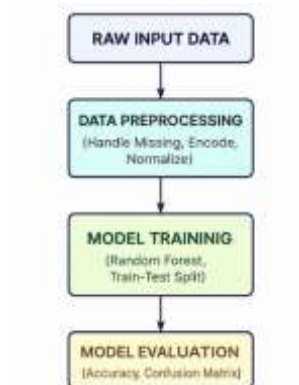 RAW INPUT DATA
DATA PREPROCESSING
(Handle Missing, Encode,
Normalize)
MODEL TRAININIG
(Random Forest,
Train-Test Split)
MODEL EVALUATION
(Accuracy, Confusion Matrix)